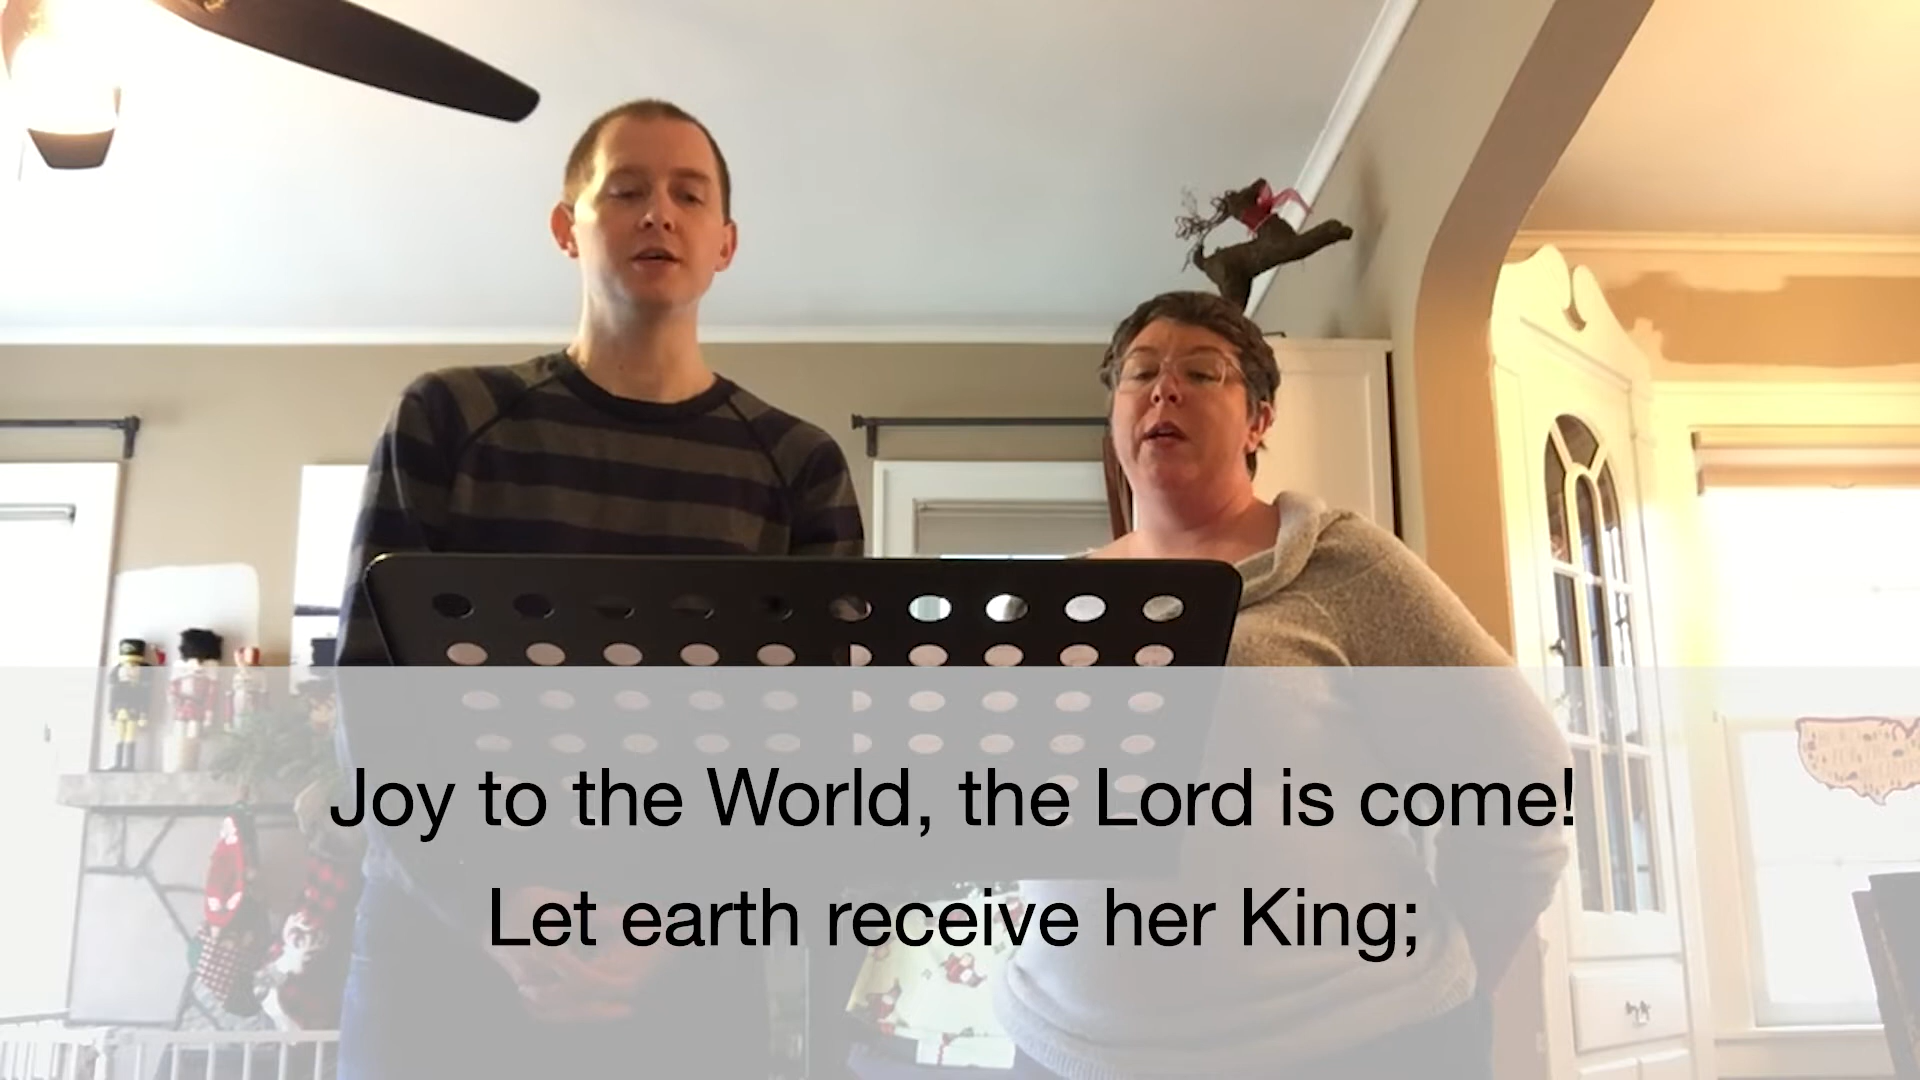 Joy to the World, the Lord is come!
Let earth receive her King;